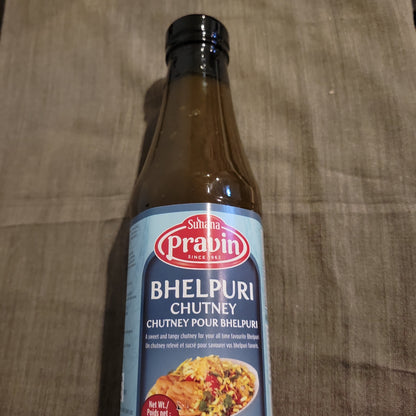 Suhana
Pravin
SINCE 1962
BHELPURI
CHUTNEY
CHUTNEY POUR BHELPURI
A sweet and tangy chutney for your all time favourite Bhelpuri.
Un chutney relevé et sucré pour savourer vos bhelpuri favoris.
Net Wt./
Poids net :